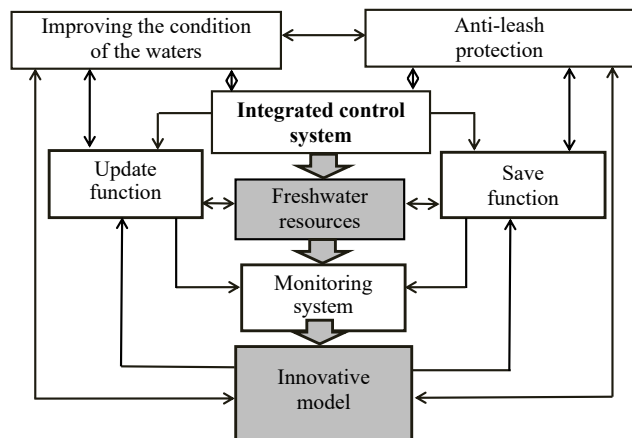 Improving the condition
of the waters
Anti-leash
protection
Integrated control
system
Update
function
Freshwater
resources
Save
function
Monitoring
system
Innovative
model